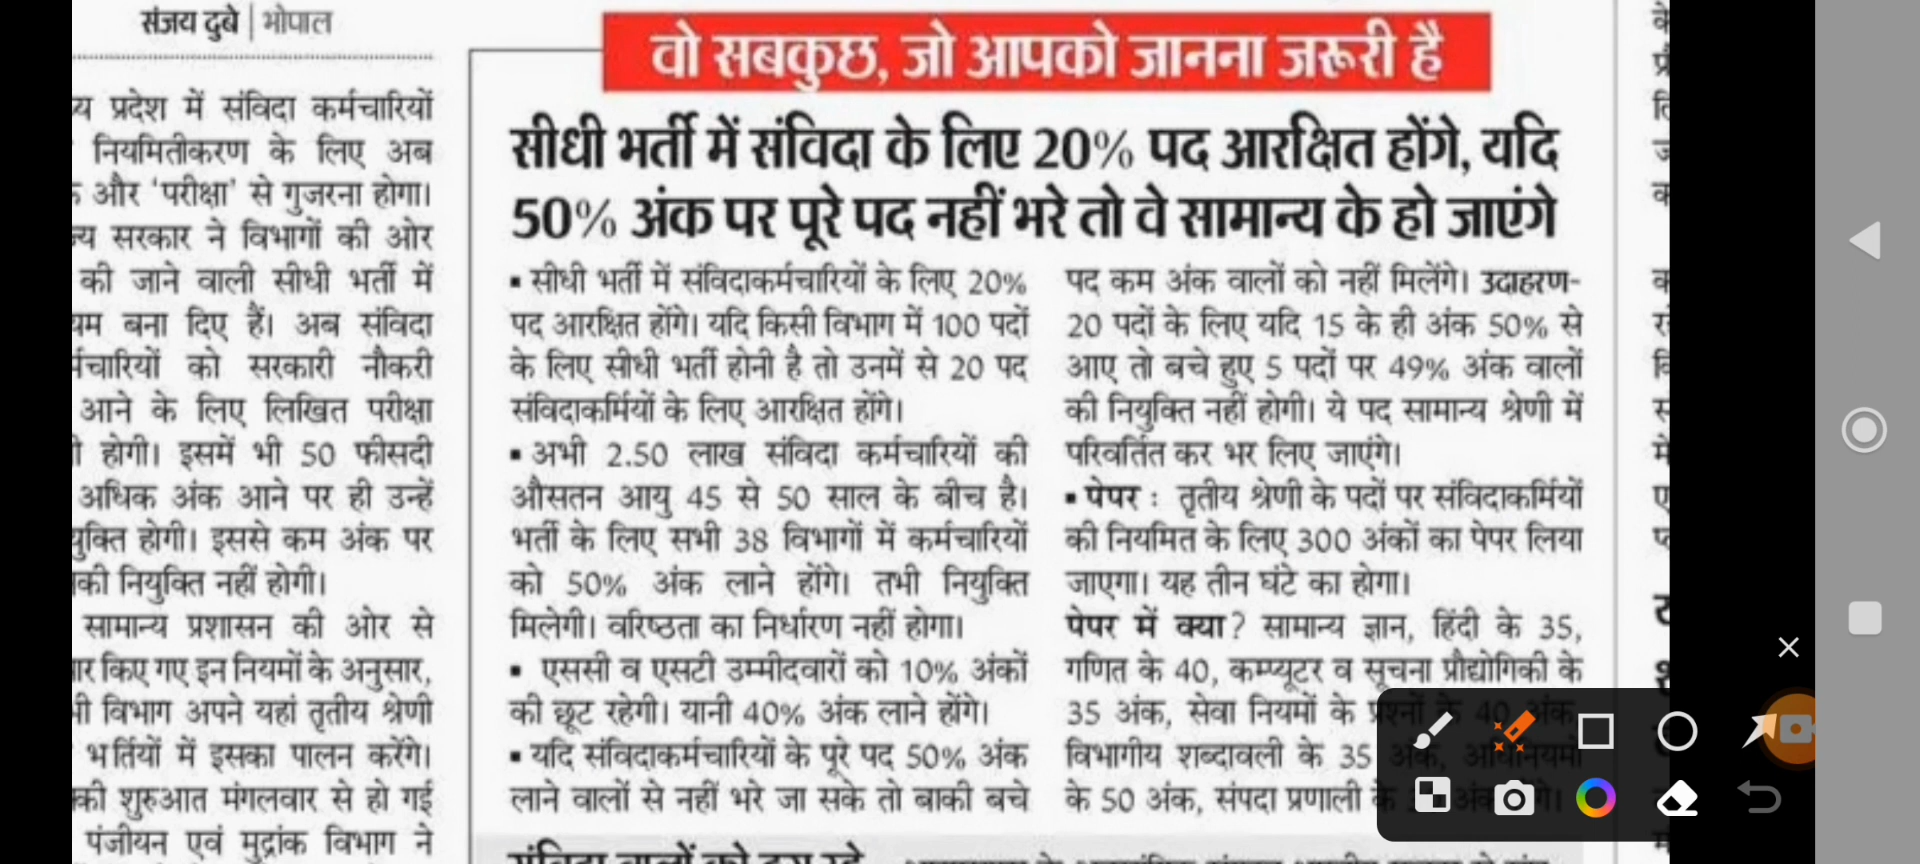 संजय दुबे | भोपाल
प्रदेश में संविदा कर्मचारियों
नियमितीकरण के लिए अब
और 'परीक्षा' से गुजरना होगा।
सरकार ने विभागों की ओर
की जाने वाली सीधी भर्ती में
बना दिए हैं। अब संविदा
को सरकारी नौकरी
आने के लिए लिखित परीक्षा
होगी। इसमें भी 50 फीसदी
अधिक अंक आने पर ही उन्हें
होगी। इससे कम अंक पर
नियुक्ति नहीं होगी।
सामान्य प्रशासन की ओर से
किए गए इन नियमों के अनुसार,
विभाग अपने यहां तृतीय श्रेणी
भर्तियों में इसका पालन करेंगे।
शुरुआत मंगलवार से हो गई
पंजीयन एवं मुद्रांक विभाग ने
वो सबकुछ, जो आपको जानना जरूरी है
सीधी भर्ती में संविदा के लिए 20% पद आरक्षित होंगे, यदि
50% अंक पर पूरे पद नहीं भरे तो वे सामान्य के हो जाएंगे
▪ सीधी भर्ती में संविदाकर्मचारियों के लिए 20%
पद आरक्षित होंगे। यदि किसी विभाग में 100 पदों
के लिए सीधी भर्ती होनी है तो उनमें से 20 पद
संविदाकर्मियों के लिए आरक्षित होंगे।
▪ अभी 2.50 लाख संविदा कर्मचारियों की
औसतन आयु 45 से 50 साल के बीच है।
भर्ती के लिए सभी 38 विभागों में कर्मचारियों
को 50% अंक लाने होंगे। तभी नियुक्ति
मिलेगी। वरिष्ठता का निर्धारण नहीं होगा।
▪ एससी व एसटी उम्मीदवारों को 10% अंकों
की छूट रहेगी। यानी 40% अंक लाने होंगे।
▪ यदि संविदाकर्मचारियों के पूरे पद 50% अंक
लाने वालों से नहीं भरे जा सके तो बाकी बचे
पद कम अंक वालों को नहीं मिलेंगे। उदाहरण-
20 पदों के लिए यदि 15 के ही अंक 50% से
आए तो बचे हुए 5 पदों पर 49% अंक वालों
की नियुक्ति नहीं होगी। ये पद सामान्य श्रेणी में
परिवर्तित कर भर लिए जाएंगे।
▪ पेपर : तृतीय श्रेणी के पदों पर संविदाकर्मियों
की नियमित के लिए 300 अंकों का पेपर लिया
जाएगा। यह तीन घंटे का होगा।
पेपर में क्या? सामान्य ज्ञान, हिंदी के 35,
गणित के 40, कम्प्यूटर व सूचना प्रौद्योगिकी के
35 अंक, सेवा नियमों के प्रश्नों के 40 अंक,
विभागीय शब्दावली के 35 अंक, अधिनियमों
के 50 अंक, संपदा प्रणाली के